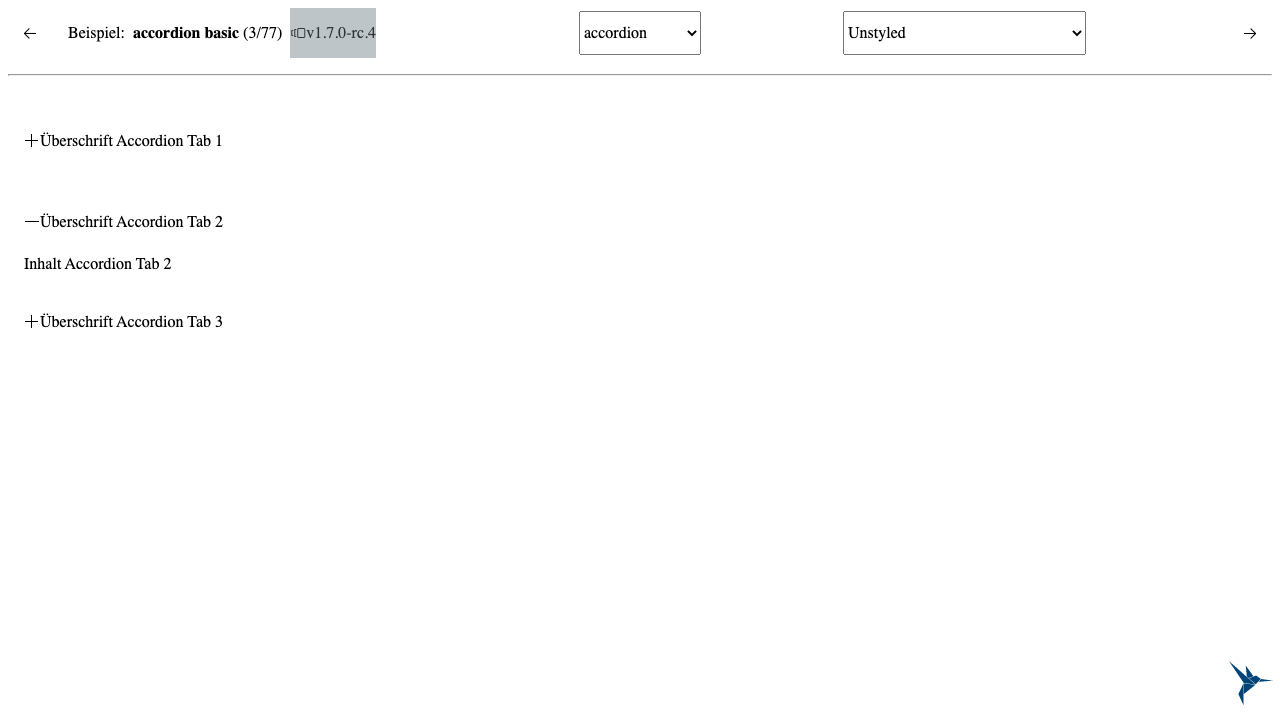 Beispiel: accordion basic (3/77) v1.7.0-rc.4 accordion Unstyled
Überschrift Accordion Tab 1
Überschrift Accordion Tab 2
Inhalt Accordion Tab 2
Überschrift Accordion Tab 3